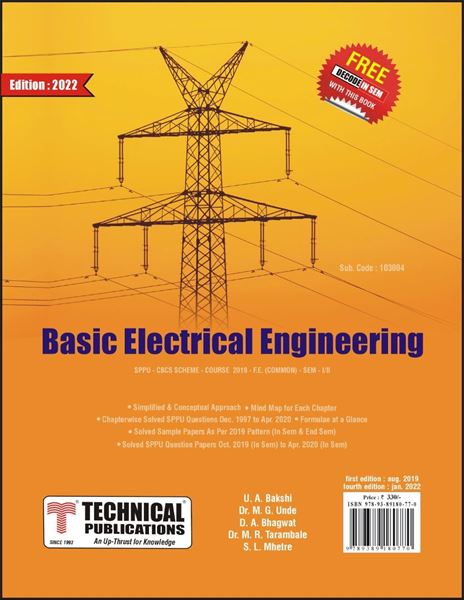 Edition : 2022
FREE
DECODE IN SEM
WITH THIS BOOK
Sub. Code : 103004
Basic Electrical Engineering
SPPU - CBCS SCHEME - COURSE 2019 - F.E. (COMMON) - SEM - I/II
• Simplified & Conceptual Approach • Mind Map for Each Chapter
• Chapterwise Solved SPPU Questions Dec. 1997 to Apr. 2020 • Formulae at a Glance
• Solved Sample Papers As Per 2019 Pattern (In Sem & End Sem)
• Solved SPPU Question Papers Oct. 2019 (In Sem) to Apr. 2020 (In Sem)
first edition : aug. 2019
fourth edition : jan. 2022
Price : ₹ 330/-
ISBN 978-93-89180-77-0
9 789389 180770
U. A. Bakshi
Dr. M. G. Unde
D. A. Bhagwat
Dr. M. R. Tarambale
S. L. Mhetre
TECHNICAL
PUBLICATIONS
SINCE 1993
An Up-Thrust for Knowledge